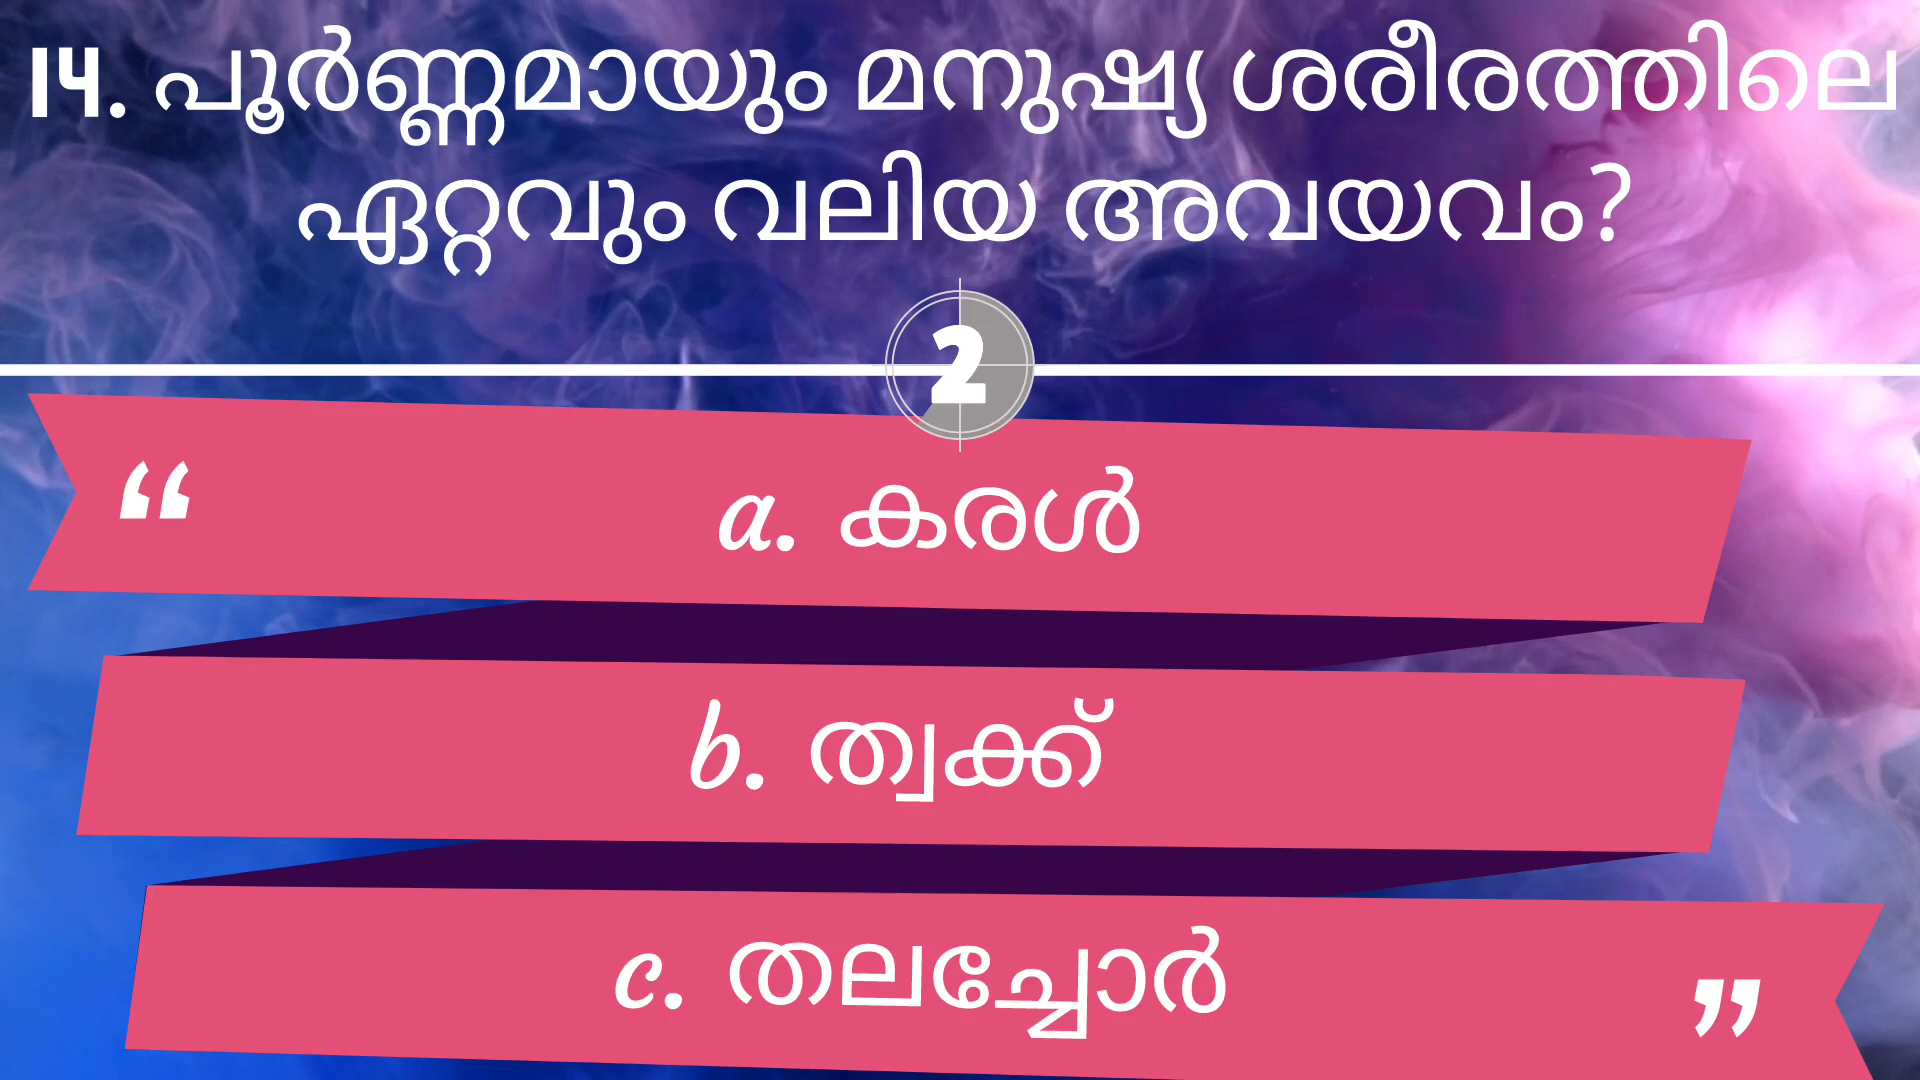 14. പൂർണ്ണമായും മനുഷ്യ ശരീരത്തിലെ
ഏറ്റവും വലിയ അവയവം?
2
“
a. കരൾ
b. ത്വക്ക്
c. തലച്ചോർ
”